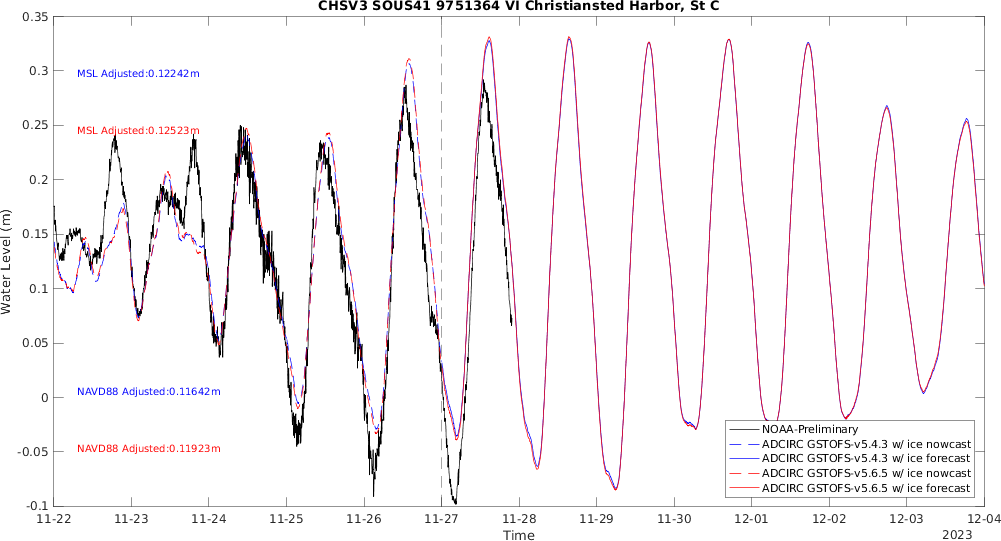 CHSV3 SOUS41 9751364 VI Christiansted Harbor, St C
0.35
0.3
0.25
0.2
0.15
0.1
0.05
0
-0.05
-0.1
Water Level (m)
MSL Adjusted:0.12242m
MSL Adjusted:0.12523m
NAVD88 Adjusted:0.11642m
NAVD88 Adjusted:0.11923m
NOAA-Preliminary
ADCIRC GSTOFS-v5.4.3 w/ ice nowcast
ADCIRC GSTOFS-v5.4.3 w/ ice forecast
ADCIRC GSTOFS-v5.6.5 w/ ice nowcast
ADCIRC GSTOFS-v5.6.5 w/ ice forecast
11-22 11-23 11-24 11-25 11-26 11-27 11-28 11-29 11-30 12-01 12-02 12-03 12-04
Time
2023